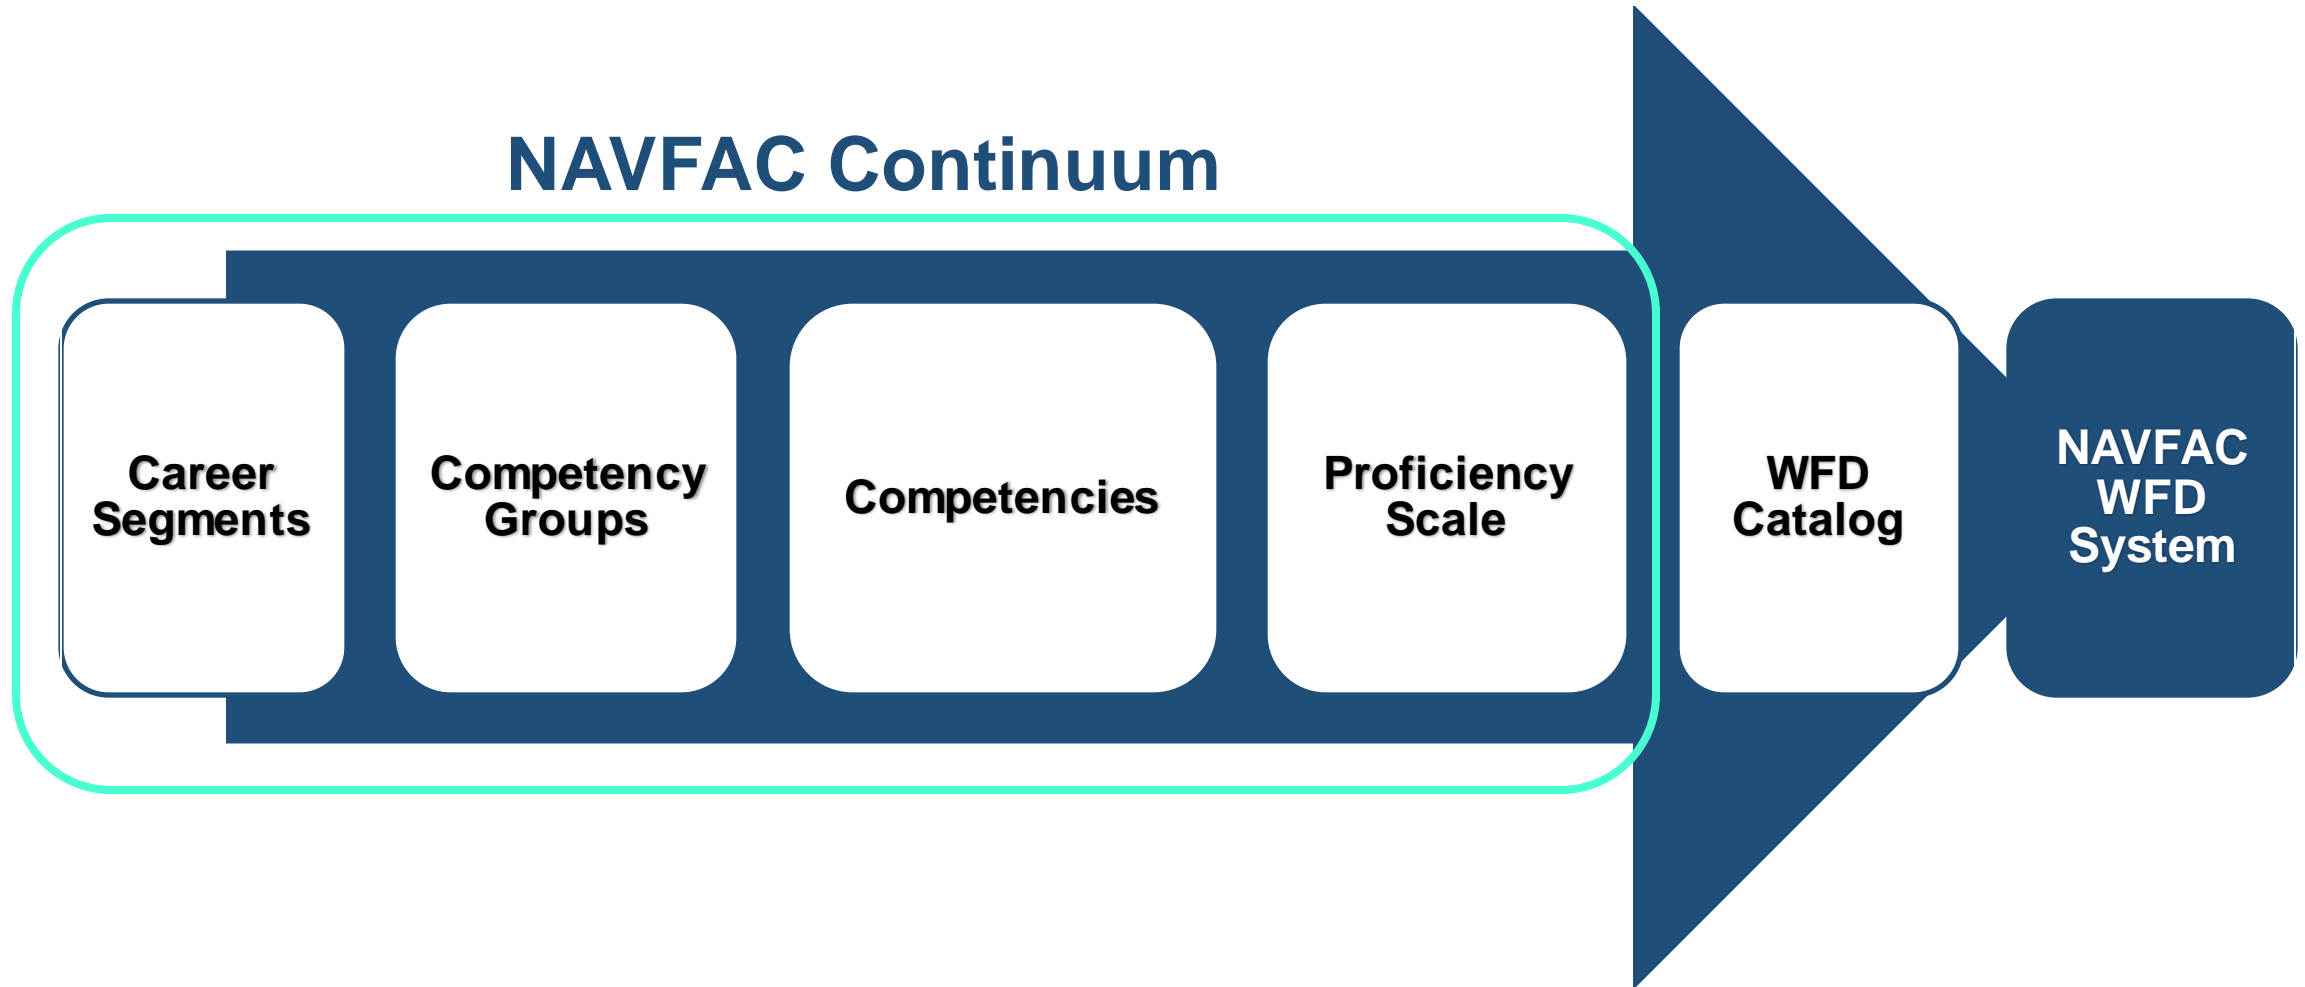 NAVFAC Continuum
Career
Segments
Competency
Groups
Competencies
Proficiency
Scale
WFD
Catalog
NAVFAC
WFD
System